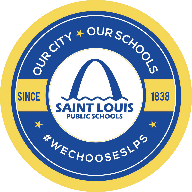 OUR CITY ★ OUR SCHOOLS
SINCE 1838
SAINT LOUIS
PUBLIC SCHOOLS
#WECHOOSESLPS